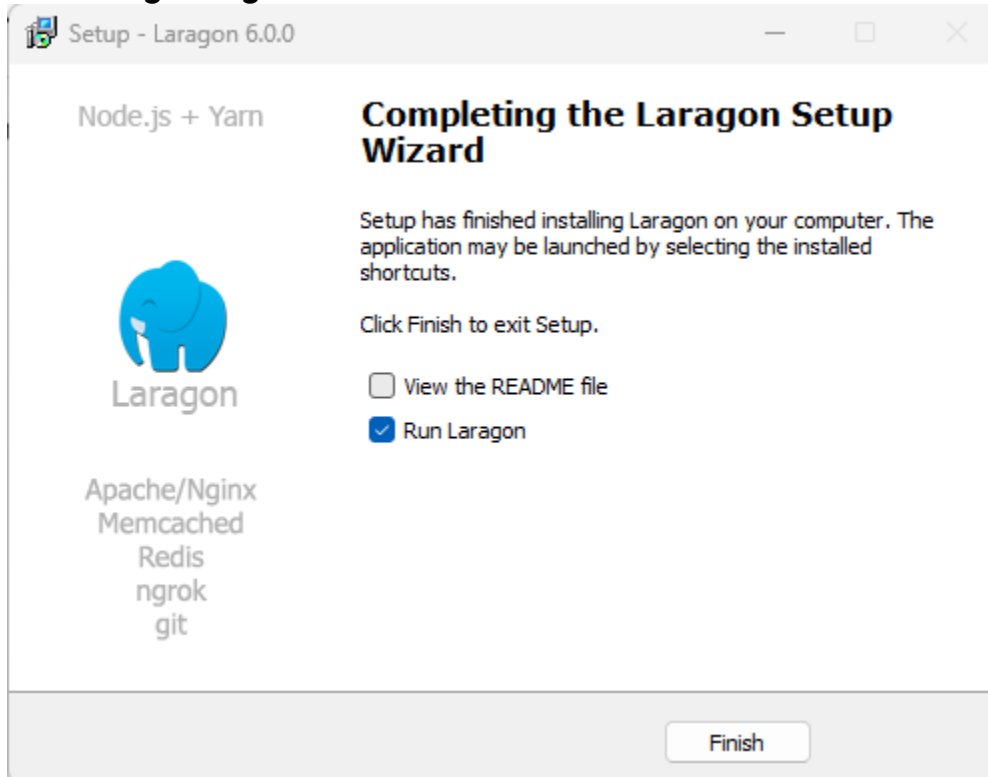 Setup - Laragon 6.0.0
Node.js + Yarn
Laragon
Apache/Nginx
Memcached
Redis
ngrok
git
Completing the Laragon Setup
Wizard
Setup has finished installing Laragon on your computer. The
application may be launched by selecting the installed
shortcuts.
Click Finish to exit Setup.
View the README file
Run Laragon
Finish